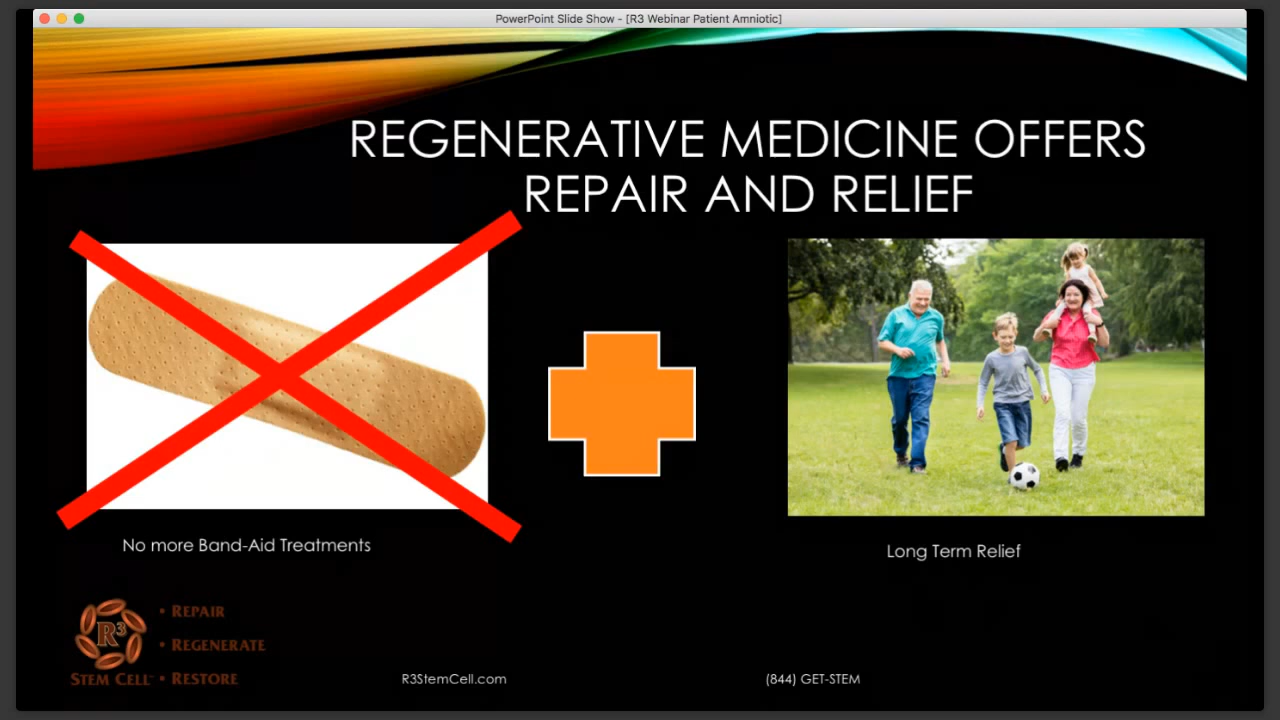 PowerPoint Slide Show - [R3 Webinar Patient Amniotic]
REGENERATIVE MEDICINE OFFERS
REPAIR AND RELIEF
No more Band-Aid Treatments
Long Term Relief
R3
STEM CELL™
• REPAIR
• REGENERATE
• RESTORE
R3StemCell.com
(844) GET-STEM